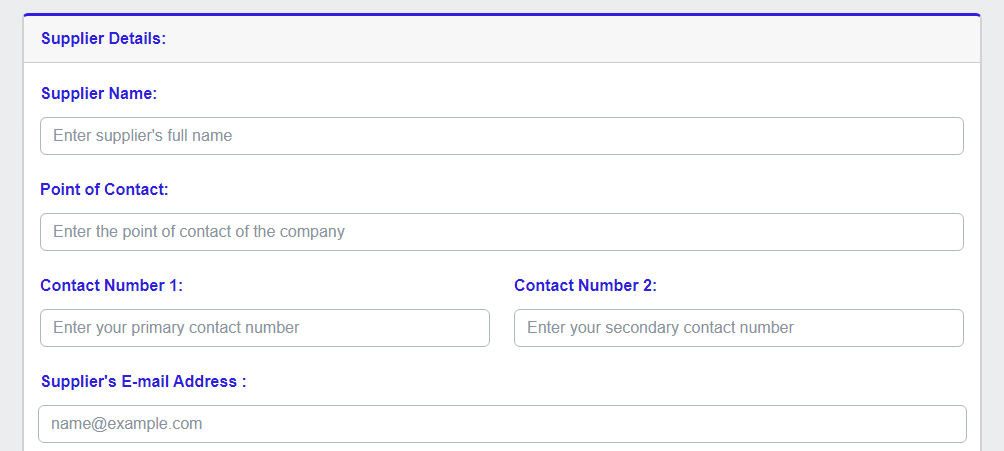 Supplier Details:
Supplier Name:
Enter supplier's full name
Point of Contact:
Enter the point of contact of the company
Contact Number 1:
Contact Number 2:
Enter your primary contact number
Enter your secondary contact number
Supplier's E-mail Address :
name@example.com